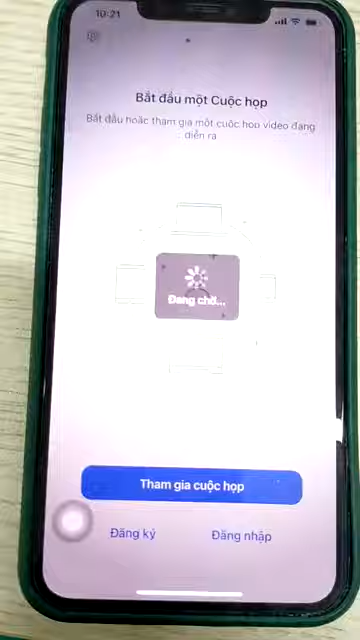 10:21
Bắt đầu một Cuộc họp
Bắt đầu hoặc tham gia một cuộc họp video đang
diễn ra
Đang chờ...
Tham gia cuộc họp
Đăng ký
Đăng nhập